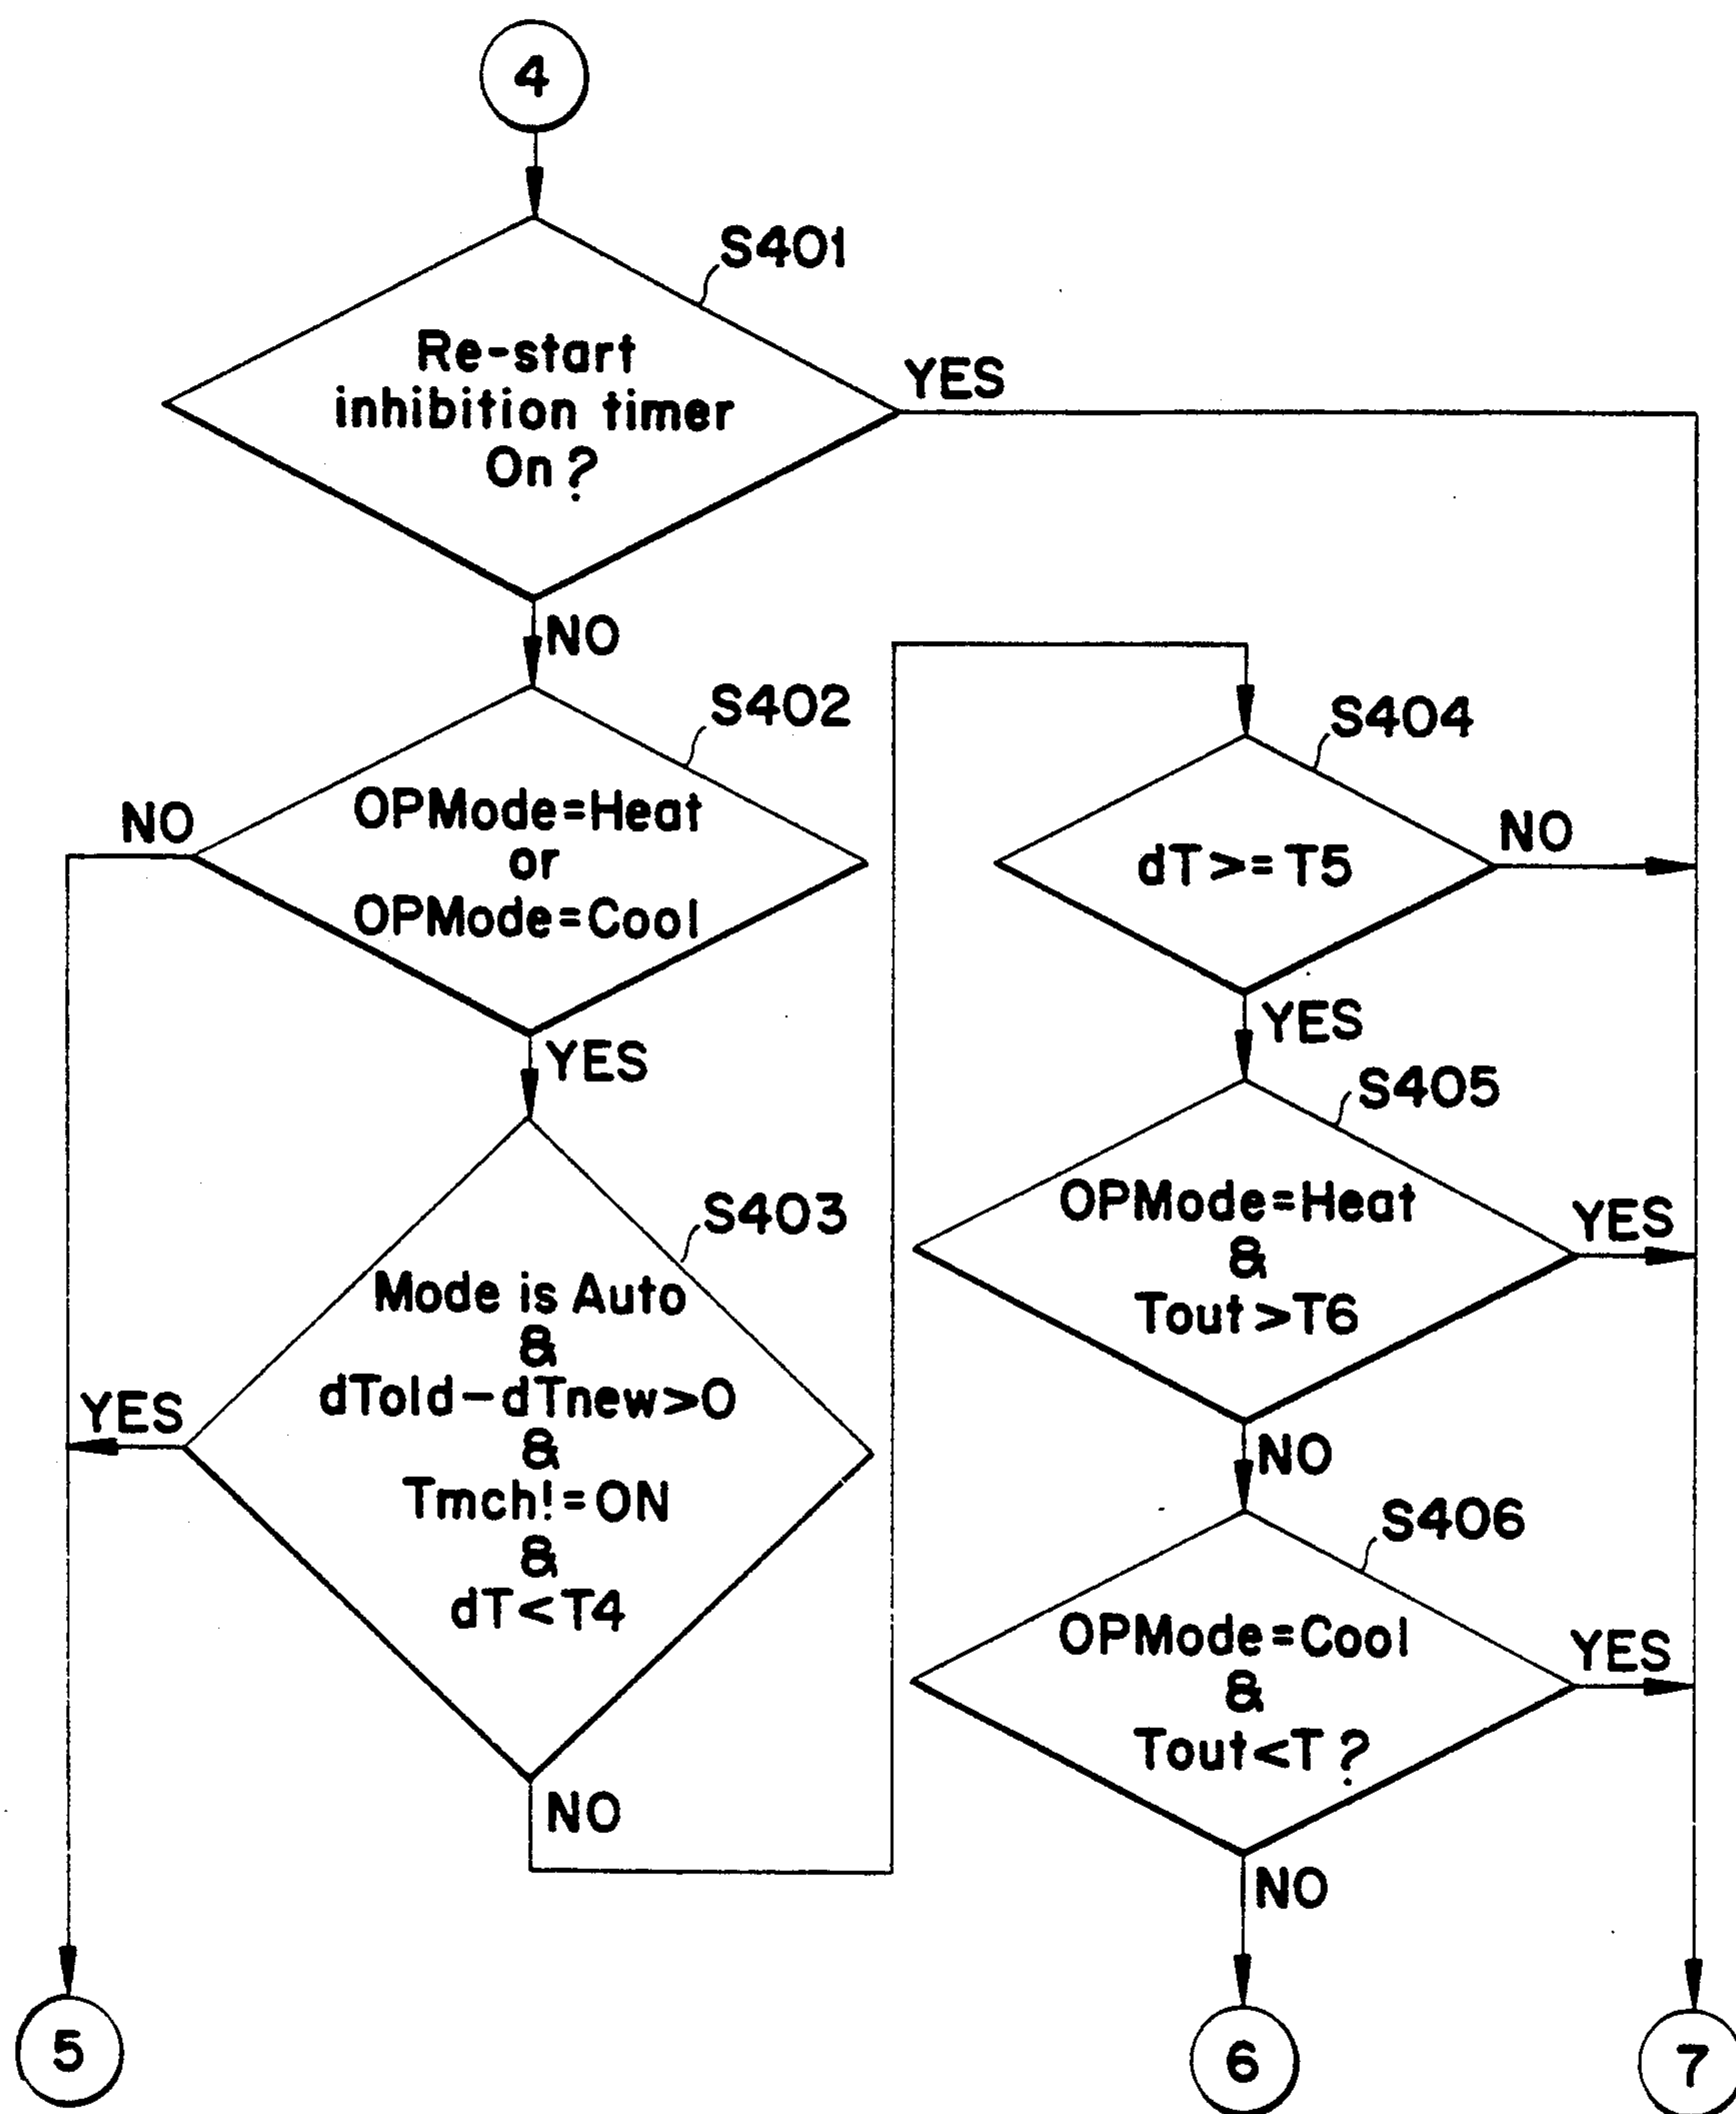 4
S401
Re-start
inhibition timer
On?
YES
NO
S402
OPMode=Heat
or
OPMode=Cool
NO
YES
S403
Mode is Auto
&
dTold-dTnew>0
&
Tmch!=ON
&
dT<T4
YES
NO
S404
dT>=T5
NO
YES
S405
OPMode=Heat
&
Tout>T6
YES
NO
S406
OPMode=Cool
&
Tout<T?
YES
NO
5
6
7